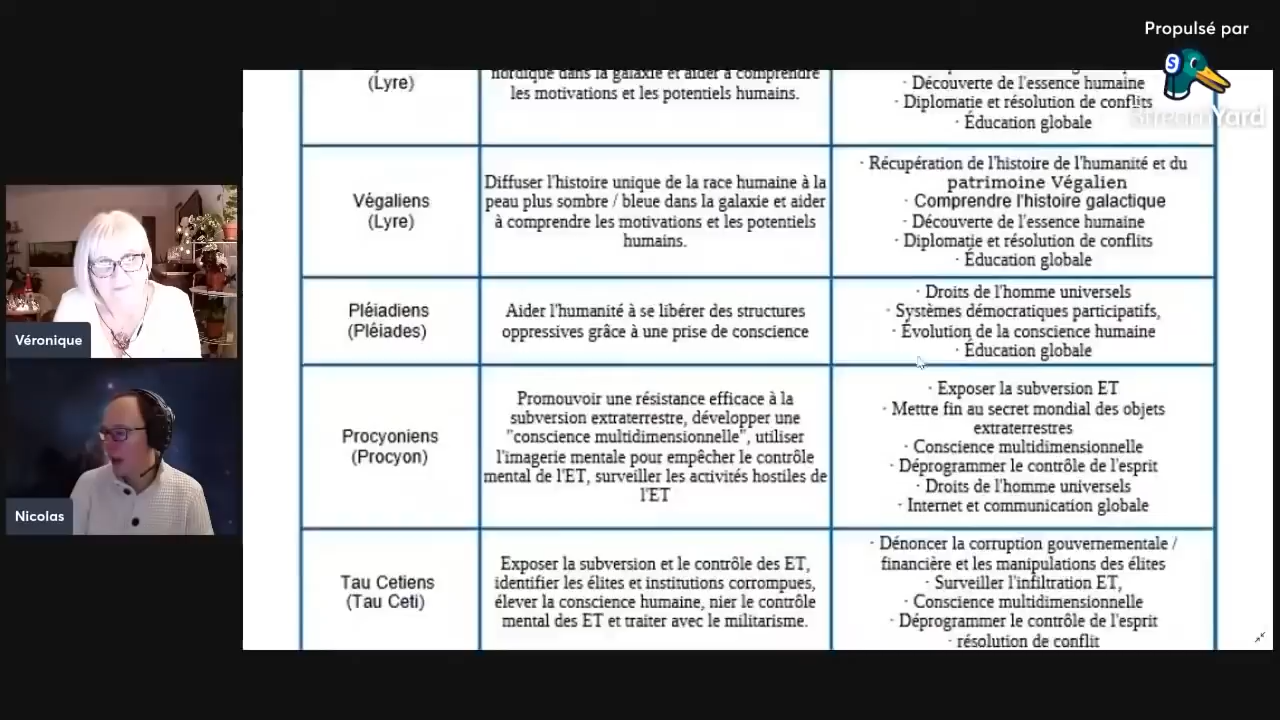 Propulsé par
StreamYard
(Lyre)
nordique dans la galaxie et aider à comprendre
les motivations et les potentiels humains.
· Découverte de l'essence humaine
· Diplomatie et résolution de conflits
· Éducation globale
Végaliens
(Lyre)
Diffuser l'histoire unique de la race humaine à la
peau plus sombre / bleue dans la galaxie et aider
à comprendre les motivations et les potentiels
humains.
· Récupération de l'histoire de l'humanité et du
patrimoine Végalien
· Comprendre l'histoire galactique
· Découverte de l'essence humaine
· Diplomatie et résolution de conflits
· Éducation globale
Pléiadiens
(Pléiades)
Aider l'humanité à se libérer des structures
oppressives grâce à une prise de conscience
· Droits de l'homme universels
· Systèmes démocratiques participatifs,
· Évolution de la conscience humaine
· Éducation globale
Procyoniens
(Procyon)
Promouvoir une résistance efficace à la
subversion extraterrestre, développer une
"conscience multidimensionnelle", utiliser
l'imagerie mentale pour empêcher le contrôle
mental de l'ET, surveiller les activités hostiles de
l'ET
· Exposer la subversion ET
· Mettre fin au secret mondial des objets
extraterrestres
· Conscience multidimensionnelle
· Déprogrammer le contrôle de l'esprit
· Droits de l'homme universels
· Internet et communication globale
Tau Cetiens
(Tau Ceti)
Exposer la subversion et le contrôle des ET,
identifier les élites et institutions corrompues,
élever la conscience humaine, nier le contrôle
mental des ET et traiter avec le militarisme.
· Dénoncer la corruption gouvernementale /
financière et les manipulations des élites
· Surveiller l'infiltration ET,
· Conscience multidimensionnelle
· Déprogrammer le contrôle de l'esprit
· résolution de conflit
Véronique
Nicolas